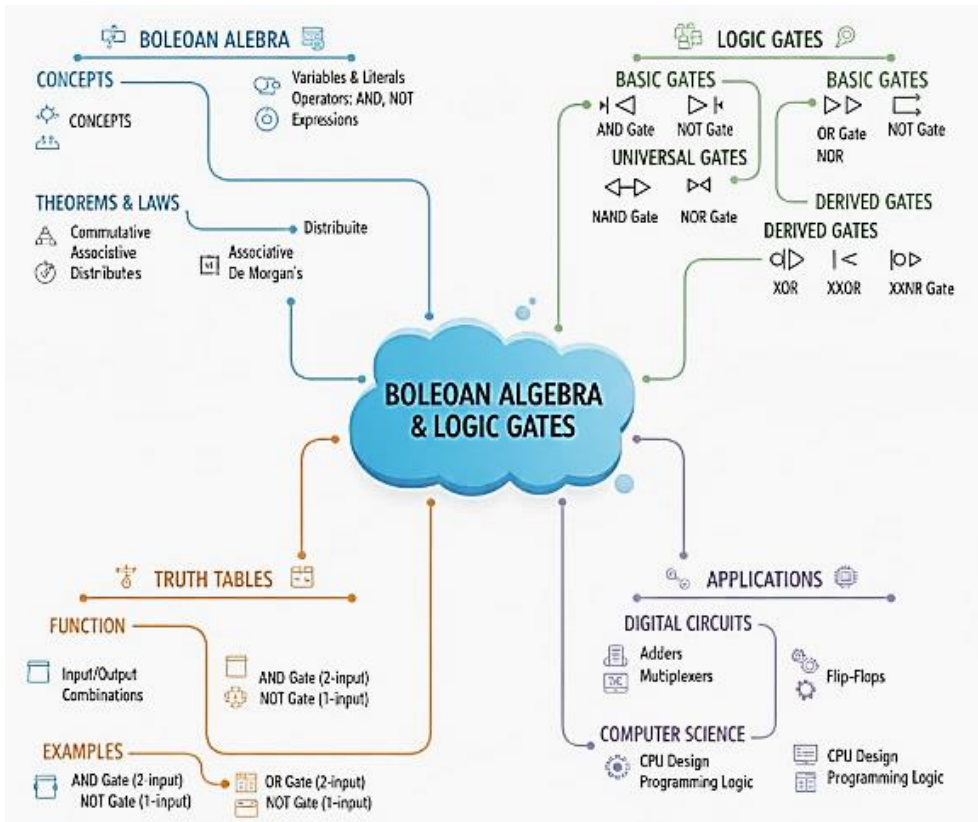 BOLEOAN ALEBRA
CONCEPTS
CONCEPTS
Variables & Literals
Operators: AND, NOT
Expressions
THEOREMS & LAWS
Commutative
Associstive
Distributes
Distribuite
Associative
De Morgan's
LOGIC GATES
BASIC GATES
AND Gate
NOT Gate
UNIVERSAL GATES
NAND Gate
NOR Gate
BASIC GATES
OR Gate
NOR
NOT Gate
DERIVED GATES
DERIVED GATES
XOR
XXOR
XXNR Gate
BOLEOAN ALGEBRA
& LOGIC GATES
TRUTH TABLES
FUNCTION
Input/Output
Combinations
AND Gate (2-input)
NOT Gate (1-input)
EXAMPLES
AND Gate (2-input)
NOT Gate (1-input)
OR Gate (2-input)
NOT Gate (1-input)
APPLICATIONS
DIGITAL CIRCUITS
Adders
Mutiplexers
Flip-Flops
COMPUTER SCIENCE
CPU Design
Programming Logic
CPU Design
Programming Logic